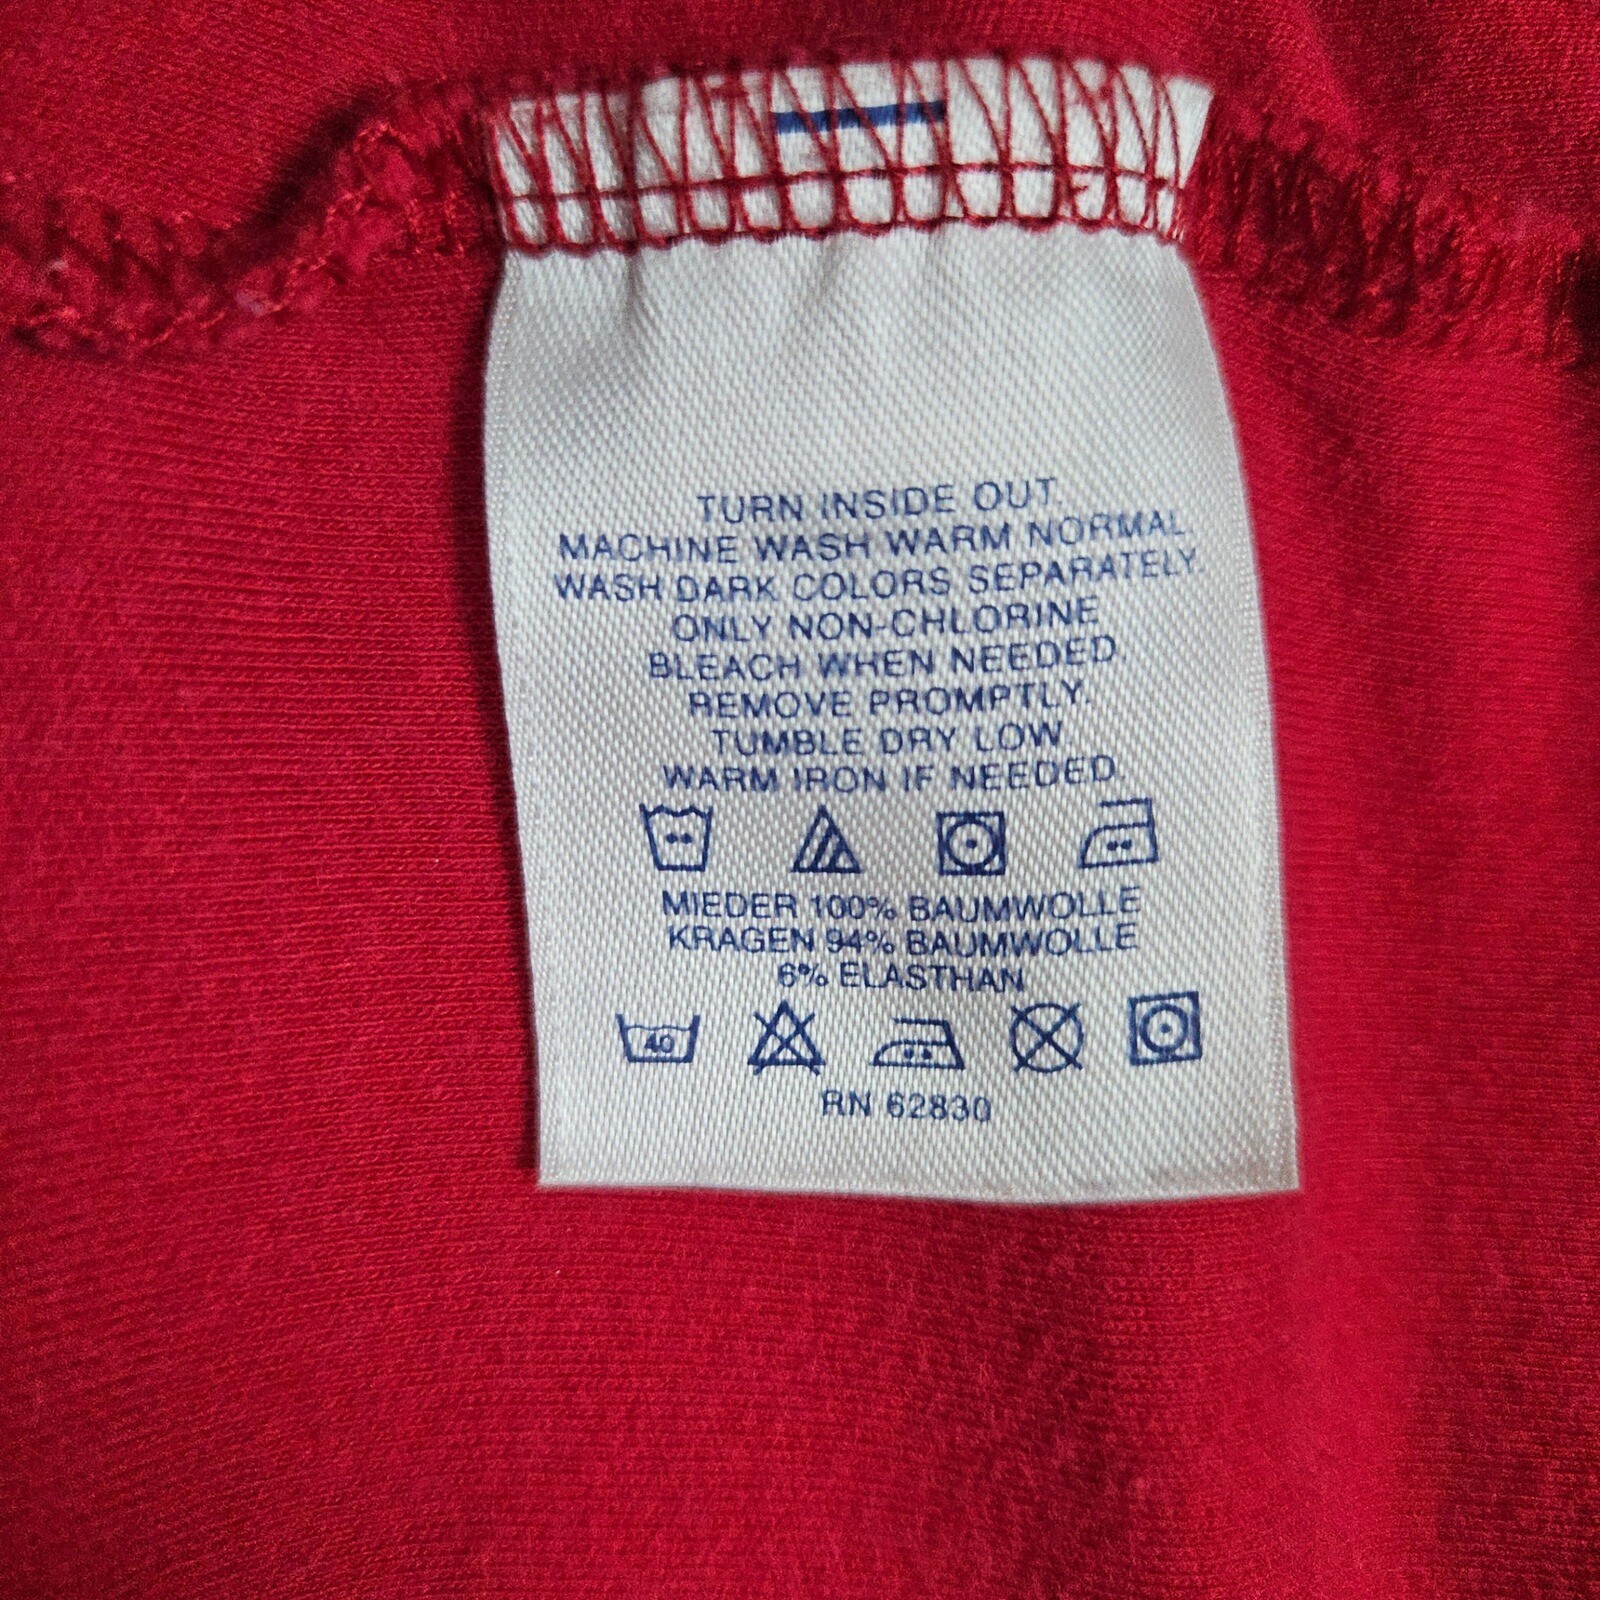 TURN INSIDE OUT.
MACHINE WASH WARM NORMAL
WASH DARK COLORS SEPARATELY
ONLY NON-CHLORINE
BLEACH WHEN NEEDED.
REMOVE PROMPTLY.
TUMBLE DRY LOW
WARM IRON IF NEEDED.
MIEDER 100% BAUMWOLLE
KRAGEN 94% BAUMWOLLE
6% ELASTHAN
40
RN 62830